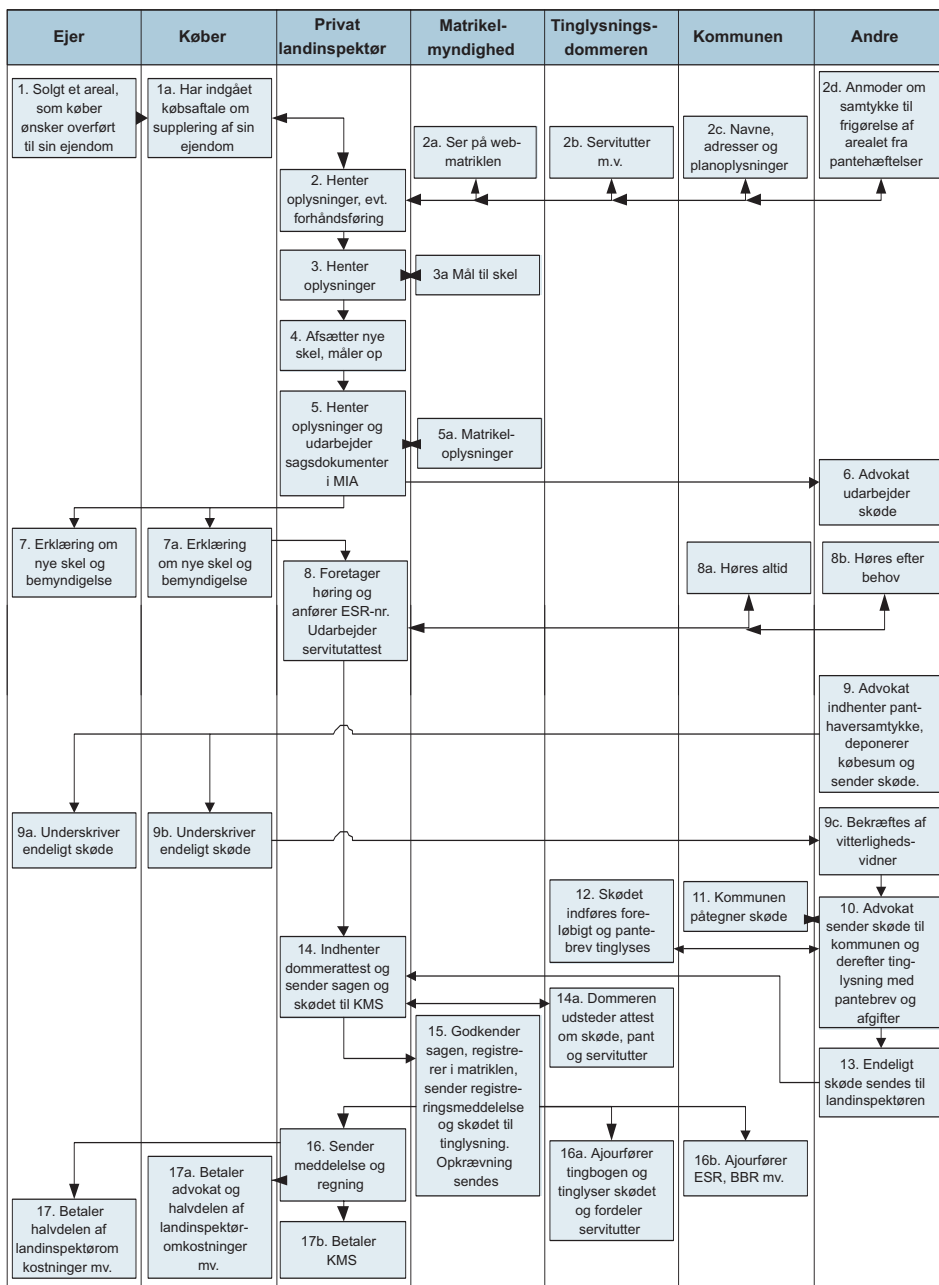 Ejer
Køber
Privat
landinspektør
Matrikel-
myndighed
Tinglysnings-
dommeren
Kommunen
Andre
1. Solgt et areal,
som køber
ønsker overført
til sin ejendom
1a. Har indgået
købsaftale om
supplering af sin
ejendom
2. Henter
oplysninger, evt.
forhåndsføring
2a. Ser på web-
matriklen
2b. Servitutter
m.v.
2c. Navne,
adresser og
planoplysninger
2d. Anmoder om
samtykke til
frigørelse af
arealet fra
pantehæftelser
3. Henter
oplysninger
3a Mål til skel
4. Afsætter nye
skel, måler op
5. Henter
oplysninger og
udarbejder
sagsdokumenter
i MIA
5a. Matrikel-
oplysninger
6. Advokat
udarbejder
skøde
7. Erklæring om
nye skel og
bemyndigelse
7a. Erklæring
om nye skel og
bemyndigelse
8. Foretager
høring og
anfører ESR-nr.
Udarbejder
servitutattest
8a. Høres altid
8b. Høres efter
behov
9. Advokat
indhenter pant-
haversamtykke,
deponerer
købesum og
sender skøde.
9a. Underskriver
endeligt skøde
9b. Underskriver
endeligt skøde
9c. Bekræftes af
vitterligheds-
vidner
12. Skødet
indføres fore-
løbigt og pante-
brev tinglyses
11. Kommunen
påtegner skøde
10. Advokat
sender skøde til
kommunen og
derefter ting-
lysning med
pantebrev og
afgifter
14. Indhenter
dommerattest og
sender sagen og
skødet til KMS
14a. Dommeren
udsteder attest
om skøde, pant
og servitutter
13. Endeligt
skøde sendes til
landinspektøren
15. Godkender
sagen, registre-
rer i matriklen,
sender registre-
ringsmeddelelse
og skødet til
tinglysning.
Opkrævning
sendes
16. Sender
meddelelse og
regning
16a. Ajourfører
tingbogen og
tinglyser skødet
og fordeler
servitutter
16b. Ajourfører
ESR, BBR mv.
17. Betaler
halvdelen af
landinspektørom
kostninger mv.
17a. Betaler
advokat og
halvdelen af
landinspektør-
omkostninger
mv.
17b. Betaler
KMS